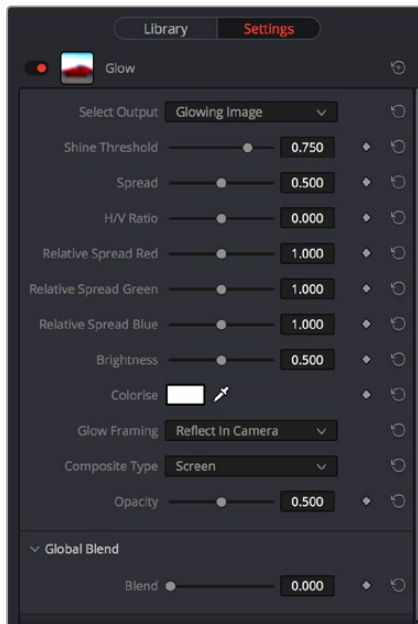 Library Settings
Glow
Select Output Glowing Image
Shine Threshold 0.750
Spread 0.500
H/V Ratio 0.000
Relative Spread Red 1.000
Relative Spread Green 1.000
Relative Spread Blue 1.000
Brightness 0.500
Colorise
Glow Framing Reflect In Camera
Composite Type Screen
Opacity 0.500
Global Blend
Blend 0.000